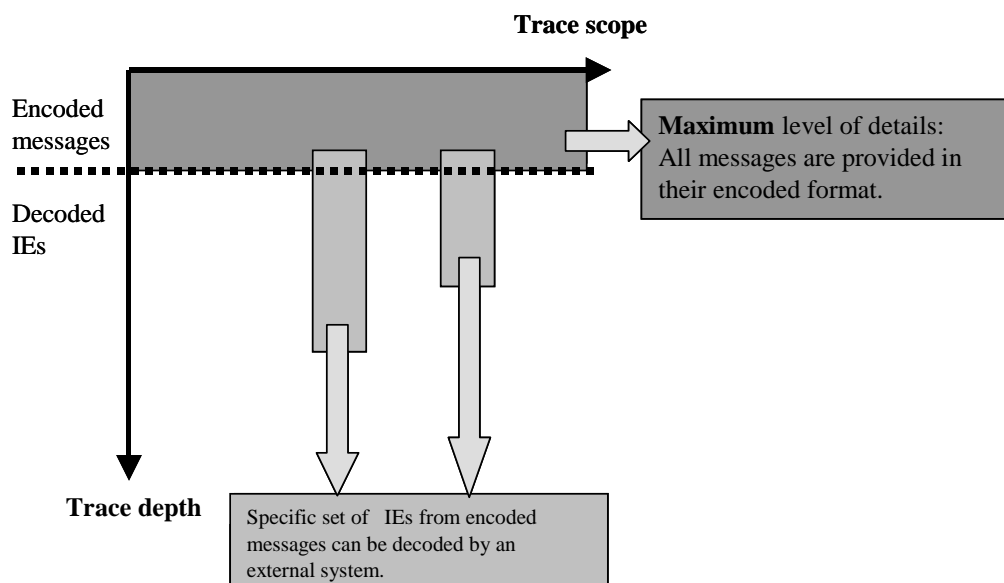 Trace scope
Encoded
messages
Maximum level of details:
All messages are provided in
their encoded format.
Decoded
IEs
Trace depth
Specific set of IEs from encoded
messages can be decoded by an
external system.